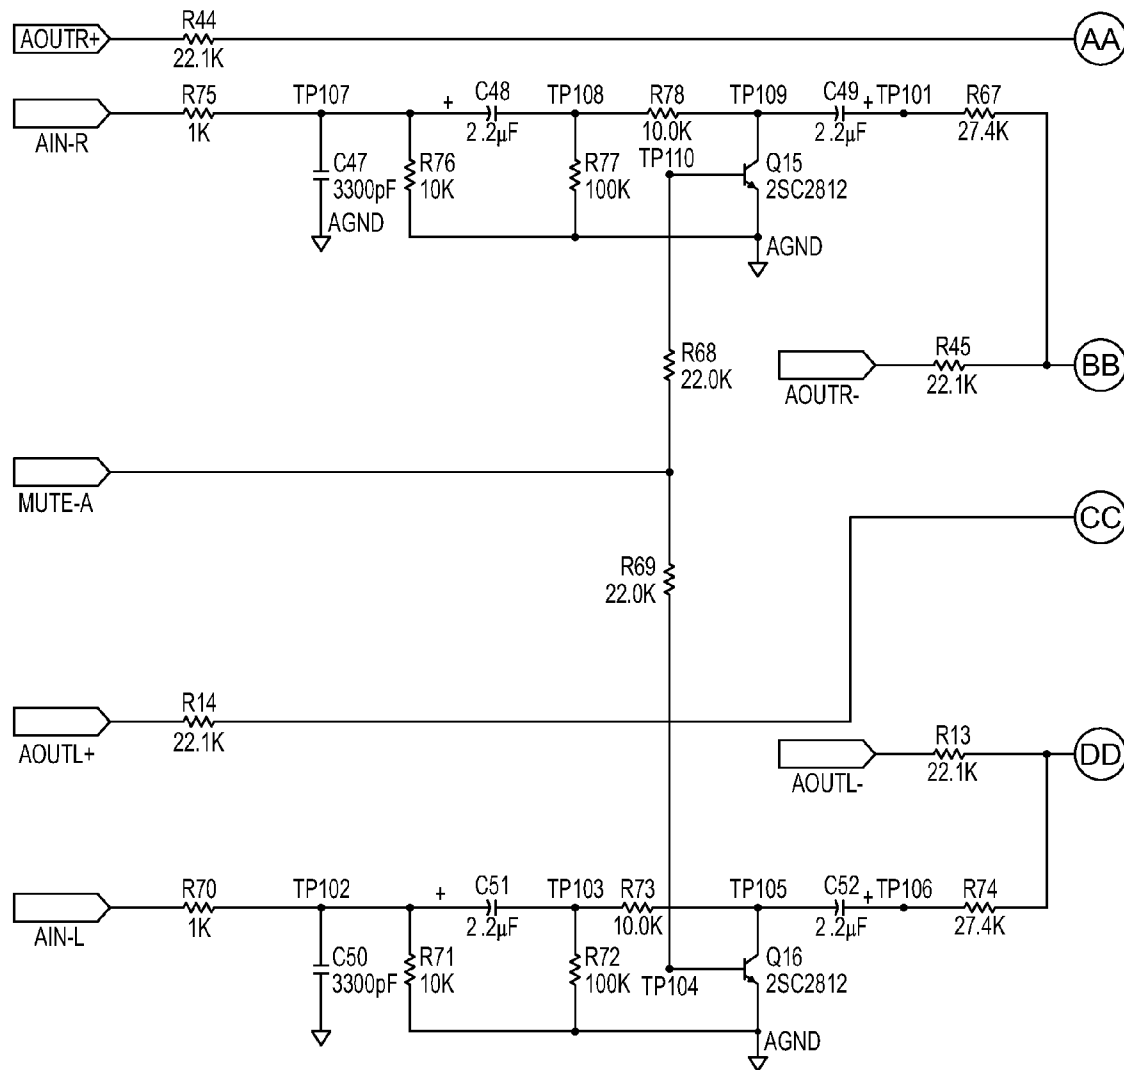 R44
AOUTR+
AA
22.1K
R75
TP107
+
C48
TP108
R78
TP109
C49
+
TP101
R67
1K
2.2µF
10.0K
2.2µF
27.4K
AIN-R
C47
3300pF
R76
10K
R77
100K
TP110
Q15
2SC2812
AGND
AGND
R68
22.0K
R45
BB
22.1K
AOUTR-
MUTE-A
CC
R69
22.0K
R14
22.1K
AOUTL+
R13
DD
22.1K
AOUTL-
R70
TP102
+
C51
TP103
R73
TP105
C52
+
TP106
R74
1K
2.2µF
10.0K
2.2µF
27.4K
AIN-L
C50
3300pF
R71
10K
R72
100K
TP104
Q16
2SC2812
AGND